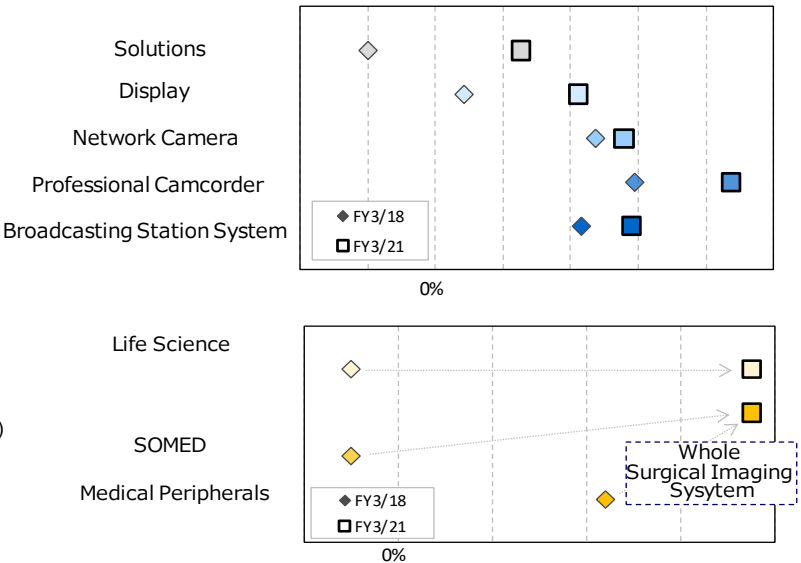 Solutions
Display
Network Camera
Professional Camcorder
Broadcasting Station System
FY3/18
FY3/21
0%
Life Science
)
SOMED
Medical Peripherals
Whole
Surgical Imaging
Sysytem
FY3/18
FY3/21
0%